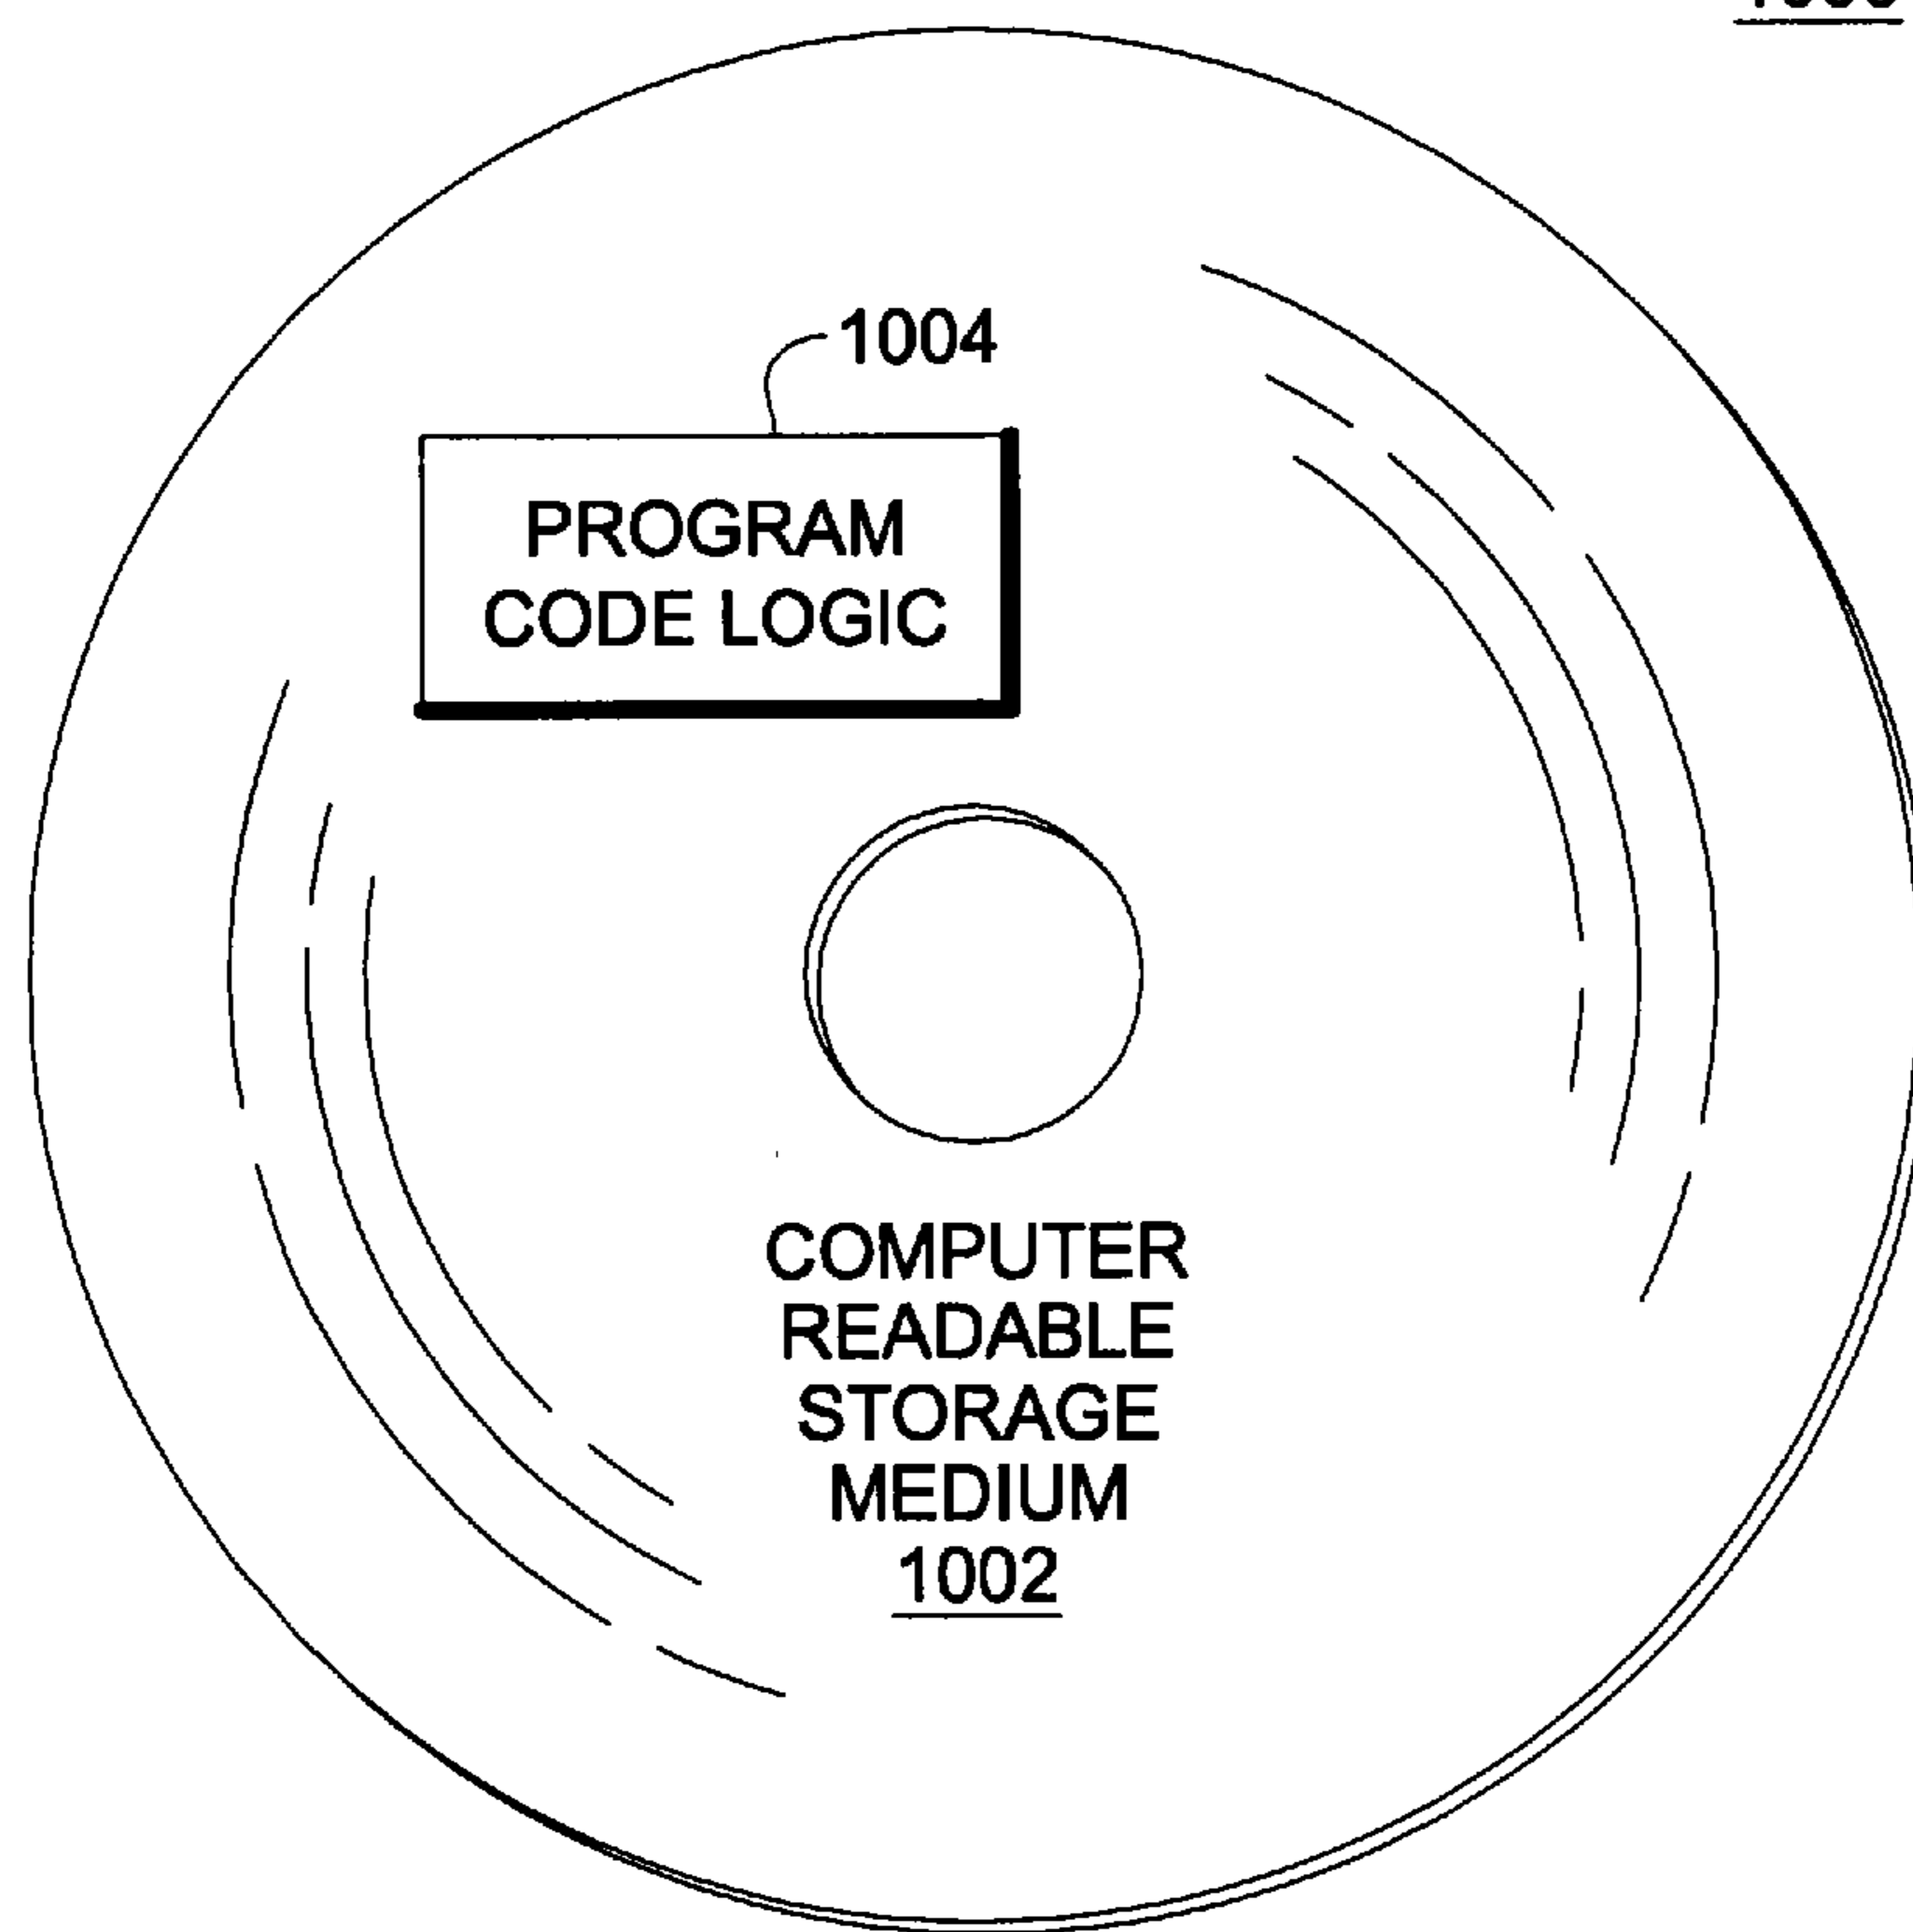 1004
PROGRAM
CODE LOGIC
COMPUTER
READABLE
STORAGE
MEDIUM
1002